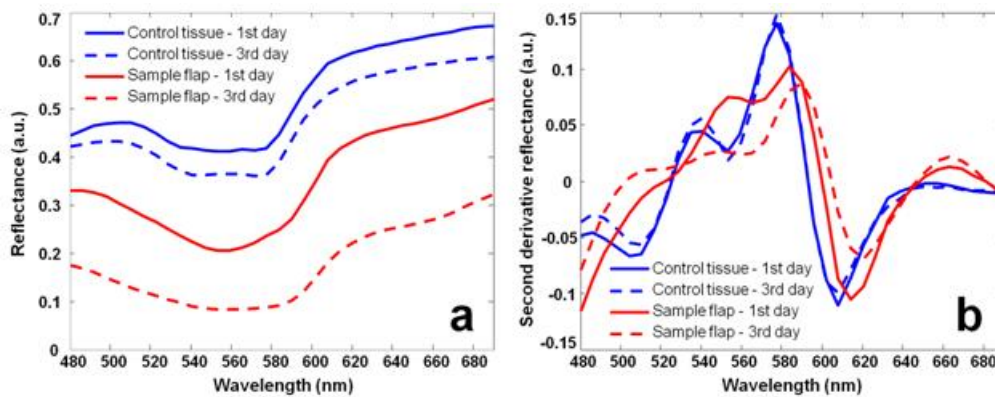 0.7
0.6
0.5
0.4
0.3
0.2
0.1
0
Reflectance (a.u.)
Control tissue - 1st day
Control tissue - 3rd day
Sample flap - 1st day
Sample flap - 3rd day
a
480 500 520 540 560 580 600 620 640 660 680
Wavelength (nm)
0.15
0.1
0.05
0
-0.05
-0.1
-0.15
Second derivative reflectance (a.u.)
Control tissue - 1st day
Control tissue - 3rd day
Sample flap - 1st day
Sample flap - 3rd day
b
480 500 520 540 560 580 600 620 640 660 680
Wavelength (nm)